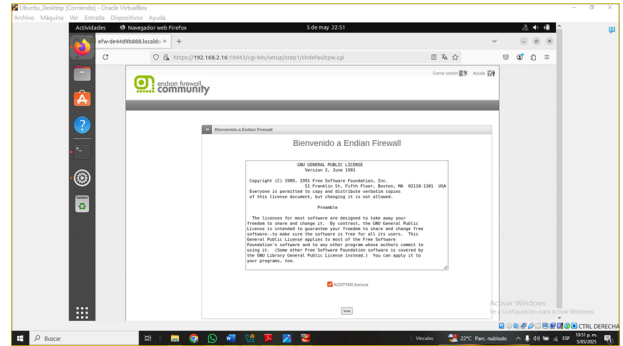 Ubuntu_Desktop [Corriendo] - Oracle VirtualBox
Archivo Máquina Ver Entrada Dispositivos Ayuda
Actividades Navegador web Firefox 5 de may 22:51
efw-de44d9b888.localdo
https://192.168.2.16:10443/cgi-bin/setup/step1/chdefaultpw.cgi
Cerrar sesión Ayuda
endian firewall
community
Bienvenido a Endian Firewall
Bienvenido a Endian Firewall
GNU GENERAL PUBLIC LICENSE
Version 2, June 1991
Copyright (C) 1989, 1991 Free Software Foundation, Inc.
51 Franklin St, Fifth Floor, Boston, MA 02110-1301 USA
Everyone is permitted to copy and distribute verbatim copies
of this license document, but changing it is not allowed.
Preamble
The licenses for most software are designed to take away your
freedom to share and change it. By contrast, the GNU General Public
License is intended to guarantee your freedom to share and change free
software--to make sure the software is free for all its users. This
General Public License applies to most of the Free Software
Foundation's software and to any other program whose authors commit to
using it. (Some other Free Software Foundation software is covered by
the GNU Library General Public License instead.) You can apply it to
your programs, too.
ACEPTAR licencia
>>>
Activar Windows
Ve a Configuración para activar Windows.
CTRL DERECHA
Buscar
Vínculos
22°C Parc. nublado
ESP
10:51 p. m.
5/05/2025